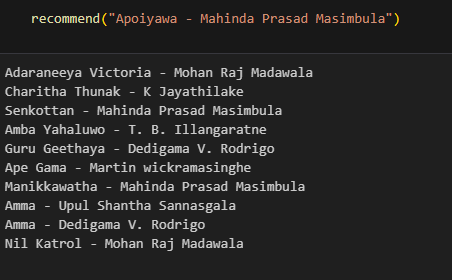 recommend("Apoiyawa - Mahinda Prasad Masimbula")
Adaraneeya Victoria - Mohan Raj Madawala
Charitha Thunak - K Jayathilake
Senkottan - Mahinda Prasad Masimbula
Amba Yahaluwo - T. B. Illangaratne
Guru Geethaya - Dedigama V. Rodrigo
Ape Gama - Martin wickramasinghe
Manikkawatha - Mahinda Prasad Masimbula
Amma - Upul Shantha Sannasgala
Amma - Dedigama V. Rodrigo
Nil Katrol - Mohan Raj Madawala